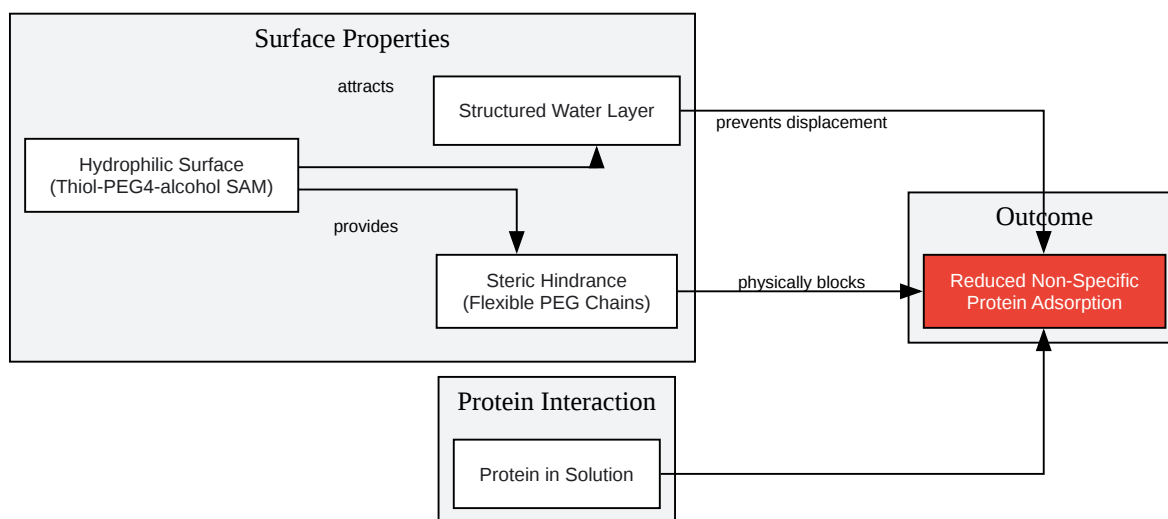 Surface Properties
attracts
Structured Water Layer
prevents displacement
Hydrophilic Surface
(Thiol-PEG4-alcohol SAM)
provides
Steric Hindrance
(Flexible PEG Chains)
physically blocks
Outcome
Reduced Non-Specific
Protein Adsorption
Protein Interaction
Protein in Solution